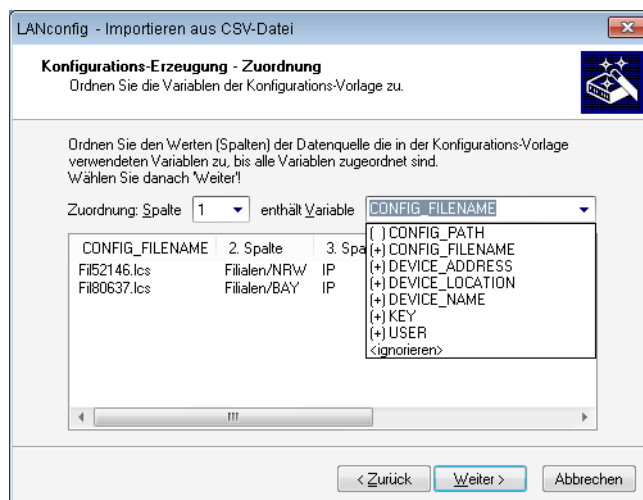 LANconfig - Importieren aus CSV-Datei
Konfigurations-Erzeugung - Zuordnung
Ordnen Sie die Variablen der Konfigurations-Vorlage zu.
Ordnen Sie den Werten (Spalten) der Datenquelle die in der Konfigurations-Vorlage
verwendeten Variablen zu, bis alle Variablen zugeordnet sind.
Wählen Sie danach 'Weiter'!
Zuordnung: Spalte 1 enthält Variable CONFIG_FILENAME
CONFIG_FILENAME 2. Spalte 3. Spa
Fil52146.lcs Filialen/NRW IP
Fil80637.lcs Filialen/BAY IP
( ) CONFIG_PATH
(+) CONFIG_FILENAME
(+) DEVICE_ADDRESS
(+) DEVICE_LOCATION
(+) DEVICE_NAME
(+) KEY
(+) USER
<ignorieren>
< Zurück Weiter > Abbrechen